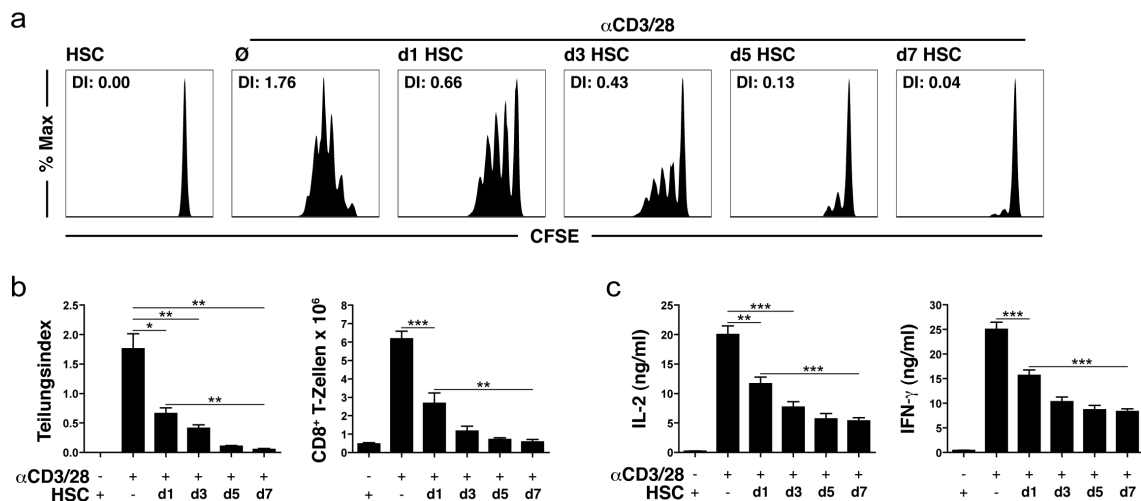 a
αCD3/28
HSC Ø d1 HSC d3 HSC d5 HSC d7 HSC
DI: 0.00 DI: 1.76 DI: 0.66 DI: 0.43 DI: 0.13 DI: 0.04
% Max
CFSE
b
Teilungsindex
2.5
2.0
1.5
1.0
0.5
0.0
**
**
*
**
CD8⁺ T-Zellen x 10⁶
8
7
6
5
4
3
2
1
0
***
**
αCD3/28 - + + + + + - + + + + +
HSC + - d1 d3 d5 d7 + - d1 d3 d5 d7
c
IL-2 (ng/ml)
25
20
15
10
5
0
***
**
***
IFN-γ (ng/ml)
30
25
20
15
10
5
0
***
***
αCD3/28 - + + + + + - + + + + +
HSC + - d1 d3 d5 d7 + - d1 d3 d5 d7